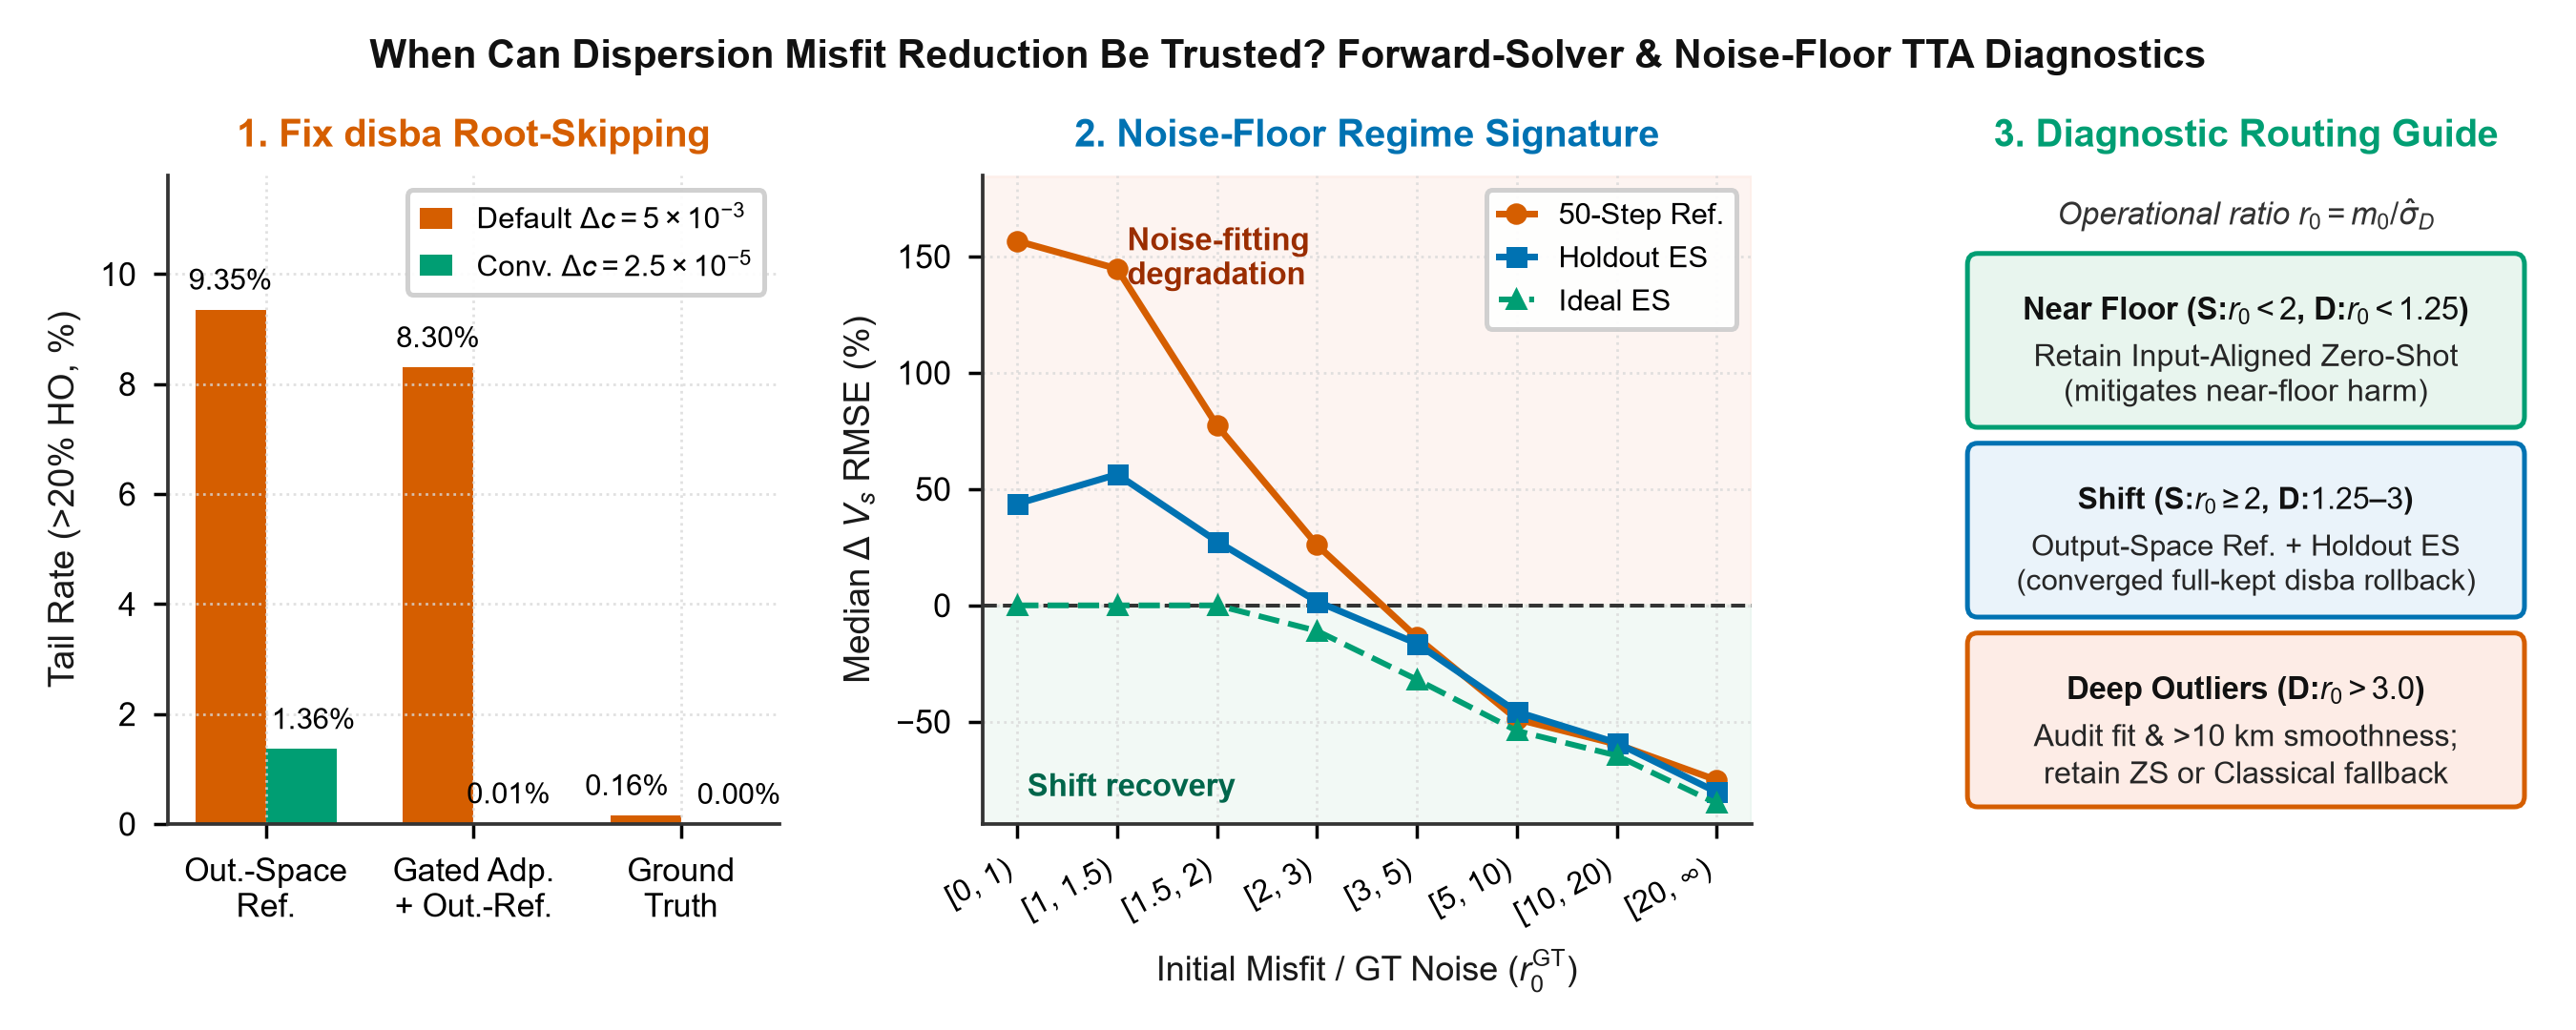 When Can Dispersion Misfit Reduction Be Trusted? Forward-Solver & Noise-Floor TTA Diagnostics
1. Fix disba Root-Skipping
Default Δc = 5 × 10⁻³
Conv. Δc = 2.5 × 10⁻⁵
Tail Rate (>20% HO, %)
10
8
6
4
2
0
9.35%
1.36%
8.30%
0.01%
0.16%
0.00%
Out.-Space
Ref.
Gated Adp.
+ Out.-Ref.
Ground
Truth
2. Noise-Floor Regime Signature
50-Step Ref.
Holdout ES
Ideal ES
Noise-fitting
degradation
Shift recovery
Median Δ Vₛ RMSE (%)
150
100
50
0
−50
[0, 1)
[1, 1.5)
[1.5, 2)
[2, 3)
[3, 5)
[5, 10)
[10, 20)
[20, ∞)
Initial Misfit / GT Noise (r₀ᴳᵀ)
3. Diagnostic Routing Guide
Operational ratio r₀ = m₀/σ̂_D
Near Floor (S:r₀ < 2, D:r₀ < 1.25)
Retain Input-Aligned Zero-Shot
(mitigates near-floor harm)
Shift (S:r₀ ≥ 2, D:1.25–3)
Output-Space Ref. + Holdout ES
(converged full-kept disba rollback)
Deep Outliers (D:r₀ > 3.0)
Audit fit & >10 km smoothness;
retain ZS or Classical fallback